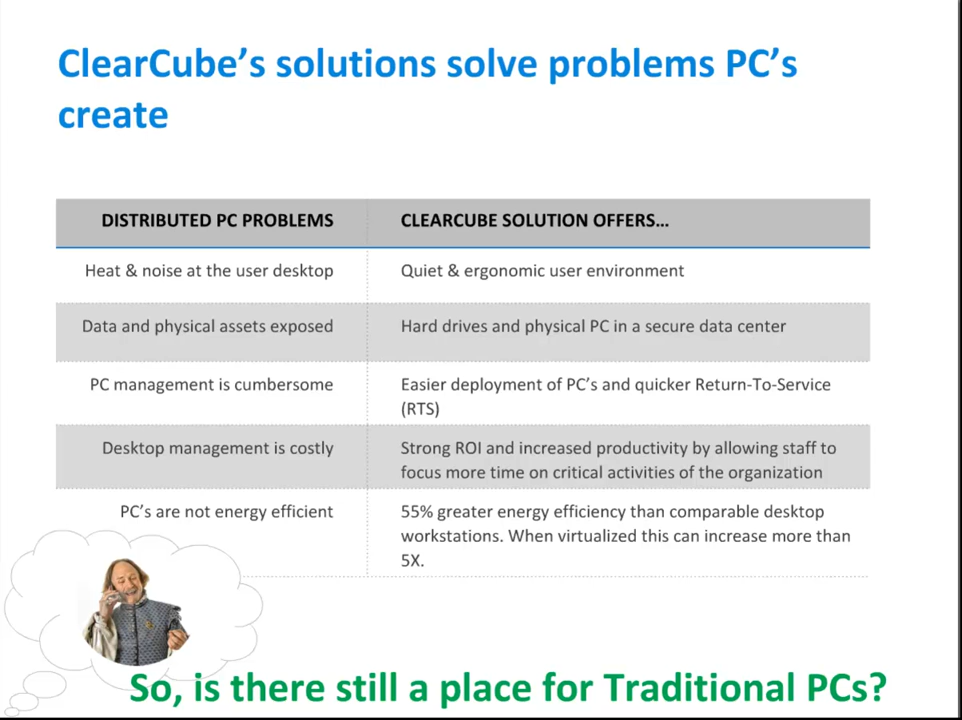 ClearCube’s solutions solve problems PC’s
create
DISTRIBUTED PC PROBLEMS
CLEARCUBE SOLUTION OFFERS…
Heat & noise at the user desktop
Quiet & ergonomic user environment
Data and physical assets exposed
Hard drives and physical PC in a secure data center
PC management is cumbersome
Easier deployment of PC’s and quicker Return-To-Service
(RTS)
Desktop management is costly
Strong ROI and increased productivity by allowing staff to
focus more time on critical activities of the organization
PC’s are not energy efficient
55% greater energy efficiency than comparable desktop
workstations. When virtualized this can increase more than
5X.
So, is there still a place for Traditional PCs?